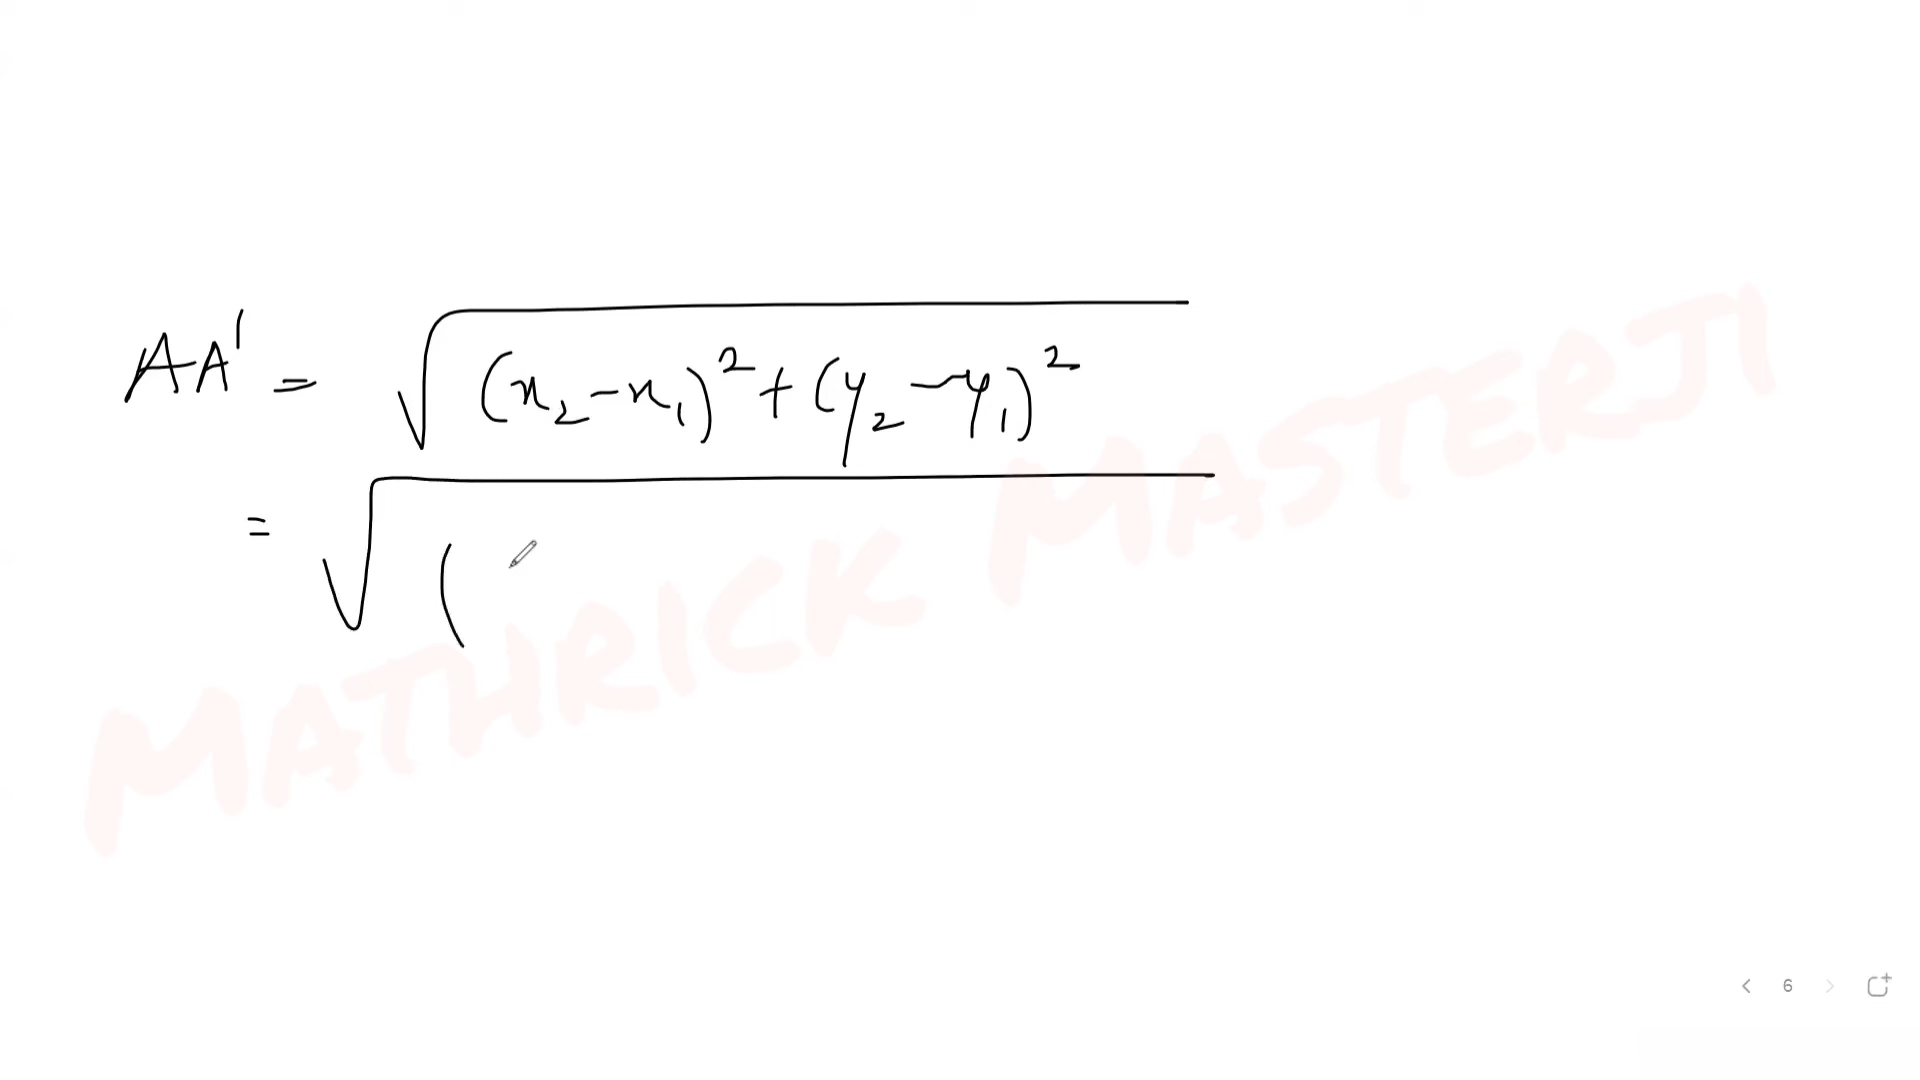 AA' = √(x₂-x₁)²+(y₂-y₁)²
= √(
MATHRICK MASTERJI
6